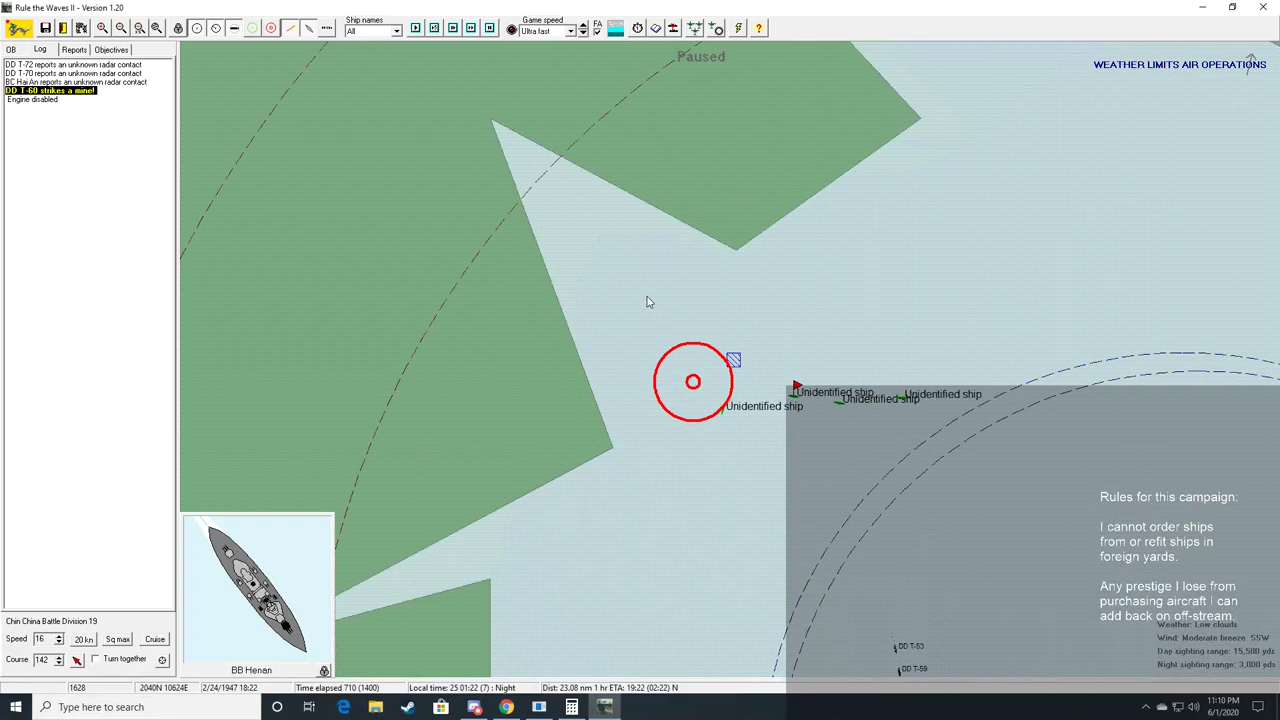 Rule the Waves II - Version 1.20
Ship names
All
Game speed
Ultra fast
FA
OB
Log
Reports
Objectives
DD T-72 reports an unknown radar contact
DD T-70 reports an unknown radar contact
BC Hai An reports an unknown radar contact
DD T-60 strikes a mine!
Engine disabled
Paused
WEATHER LIMITS AIR OPERATIONS
Unidentified ship
Unidentified ship
Unidentified ship
Unidentified ship
Rules for this campaign:
I cannot order ships
from or refit ships in
foreign yards.
Any prestige I lose from
purchasing aircraft I can
add back on off-stream.
Weather: Low clouds
Wind: Moderate breeze SSW
Day sighting range: 15,500 yds
Night sighting range: 3,000 yds
DD T-53
DD T-59
Chin China Battle Division 19
Speed
16
20 kn
Sq max
Cruise
Course
142
Turn together
BB Henan
1628
2040N 10624E
2/24/1947 18:22
Time elapsed 710 (1400)
Local time: 25 01:22 (7) : Night
Dist: 23.08 nm 1 hr ETA: 19:22 (02:22) N
Type here to search
11:10 PM
6/1/2020